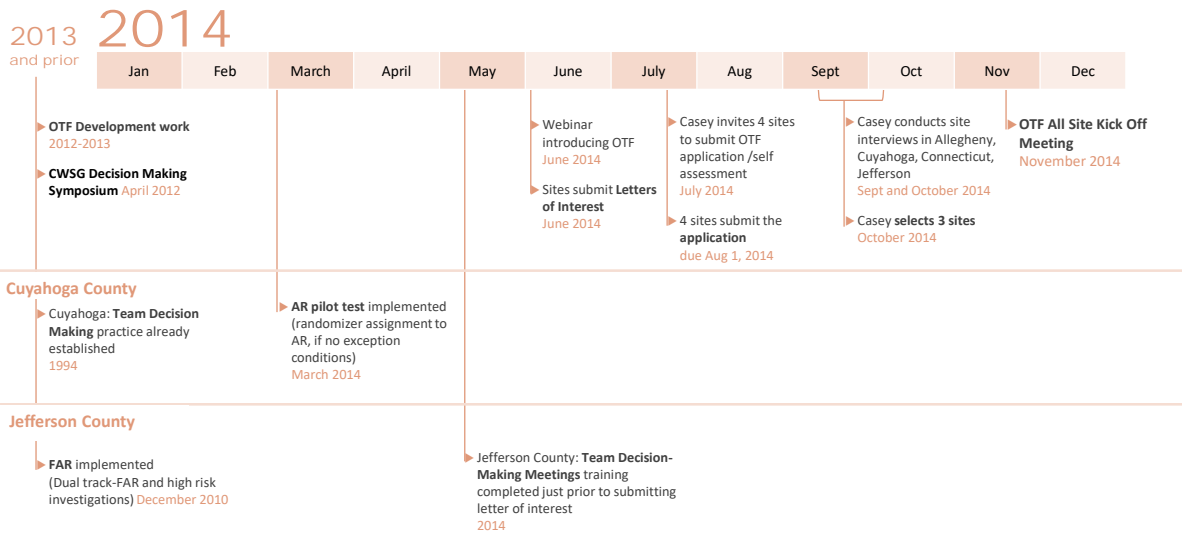 2013
and prior
2014
Jan Feb March April May June July Aug Sept Oct Nov Dec
OTF Development work
2012-2013
CWSG Decision Making
Symposium April 2012
Webinar
introducing OTF
June 2014
Sites submit Letters
of Interest
June 2014
Casey invites 4 sites
to submit OTF
application /self
assessment
July 2014
4 sites submit the
application
due Aug 1, 2014
Casey conducts site
interviews in Allegheny,
Cuyahoga, Connecticut,
Jefferson
Sept and October 2014
Casey selects 3 sites
October 2014
OTF All Site Kick Off
Meeting
November 2014
Cuyahoga County
Cuyahoga: Team Decision
Making practice already
established
1994
AR pilot test implemented
(randomizer assignment to
AR, if no exception
conditions)
March 2014
Jefferson County
FAR implemented
(Dual track-FAR and high risk
investigations) December 2010
Jefferson County: Team Decision-
Making Meetings training
completed just prior to submitting
letter of interest
2014